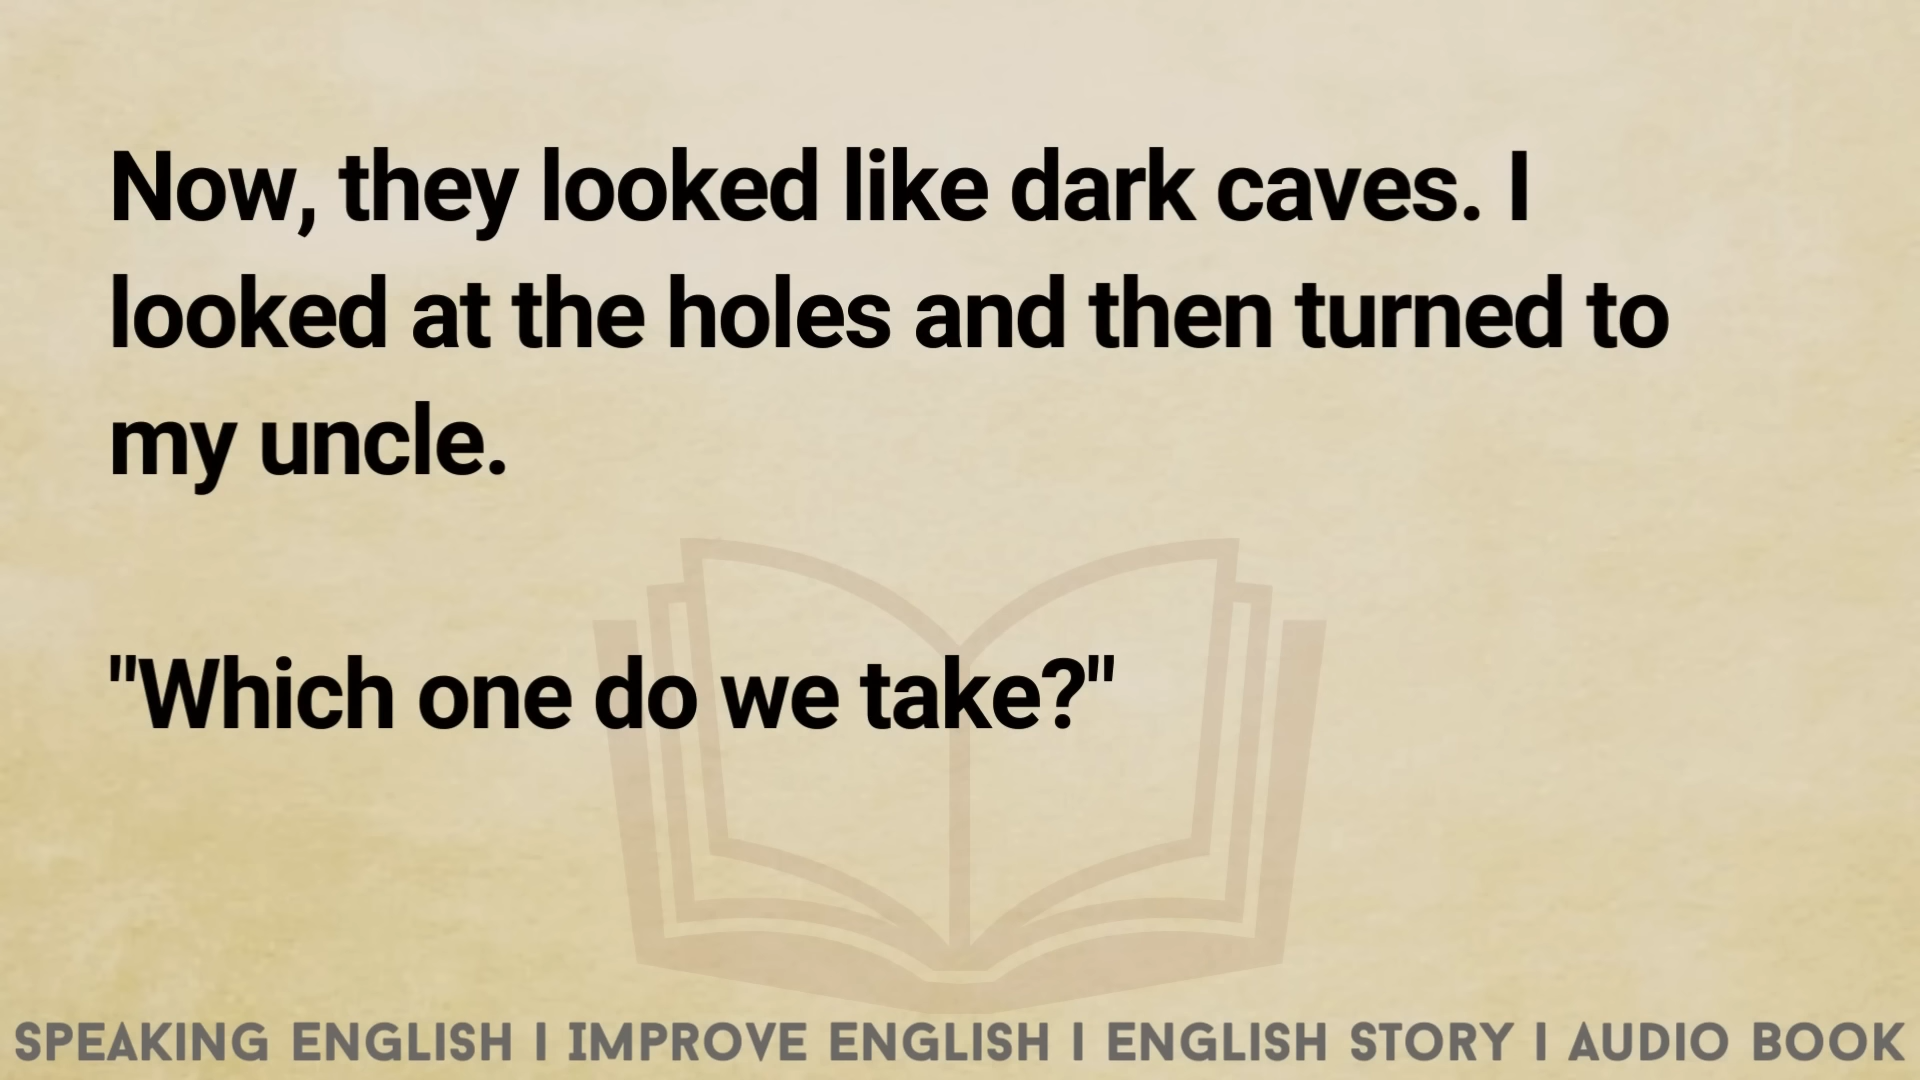 Now, they looked like dark caves. I
looked at the holes and then turned to
my uncle.
"Which one do we take?"
SPEAKING ENGLISH | IMPROVE ENGLISH | ENGLISH STORY | AUDIO BOOK